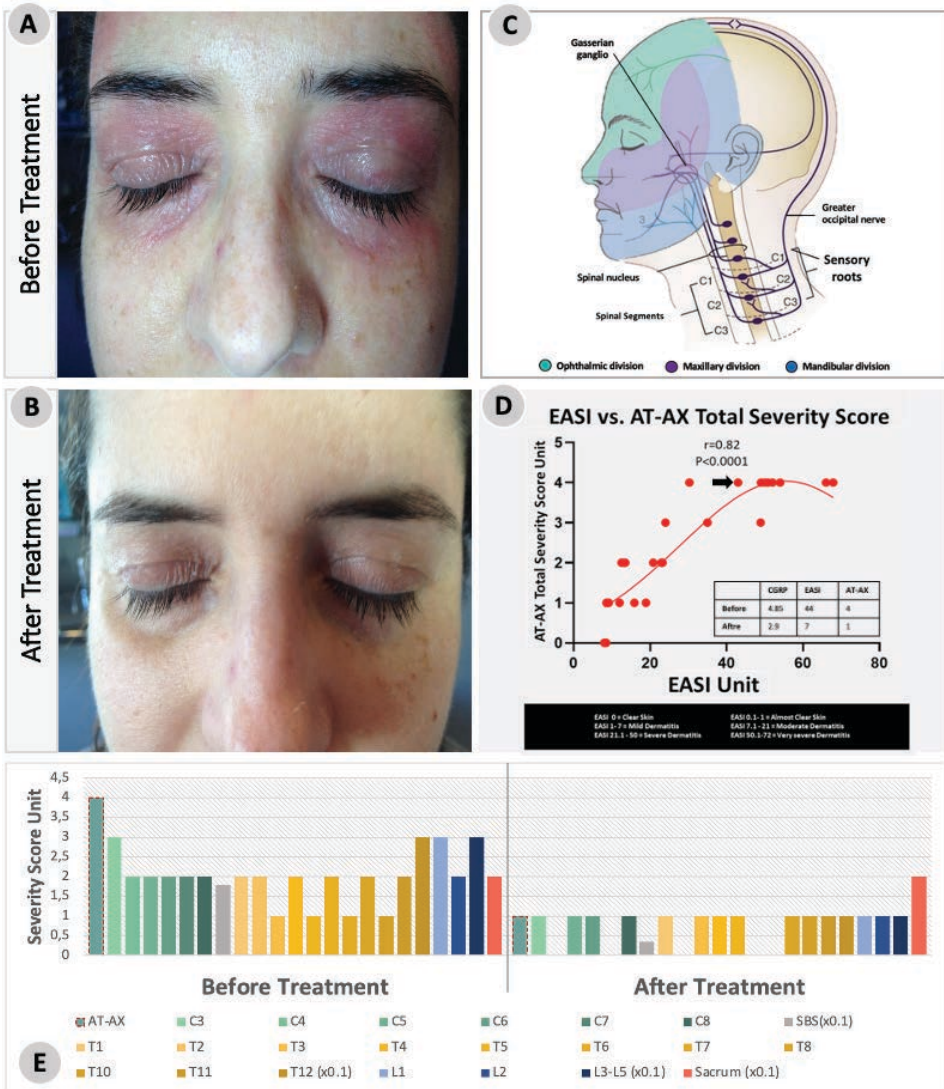 A
Before Treatment
B
After Treatment
C
Gasserian
ganglio
Greater
occipital nerve
Spinal nucleus
Sensory
roots
C1
C2
C3
Spinal Segments
C1
C2
C3
3
Ophthalmic division
Maxillary division
Mandibular division
D
EASI vs. AT-AX Total Severity Score
r=0.82
P<0.0001
AT-AX Total Severity Score Unit
5
4
3
2
1
0
0 20 40 60 80
EASI Unit
CGRP EASI AT-AX
Before 4.85 44 4
Aftre 2.9 7 1
EASI 0 = Clear Skin EASI 0.1- 1 = Almost Clear Skin
EASI 1- 7 = Mild Dermatitis EASI 7.1 - 21 = Moderate Dermatitis
EASI 21.1 - 50 = Severe Dermatitis EASI 50.1-72 = Very severe Dermatitis
Severity Score Unit
4,5
4
3,5
3
2,5
2
1,5
1
0,5
0
Before Treatment After Treatment
AT-AX C3 C4 C5 C6 C7 C8 SBS(x0.1)
T1 T2 T3 T4 T5 T6 T7 T8
T10 T11 T12 (x0.1) L1 L2 L3-L5 (x0.1) Sacrum (x0.1)
E